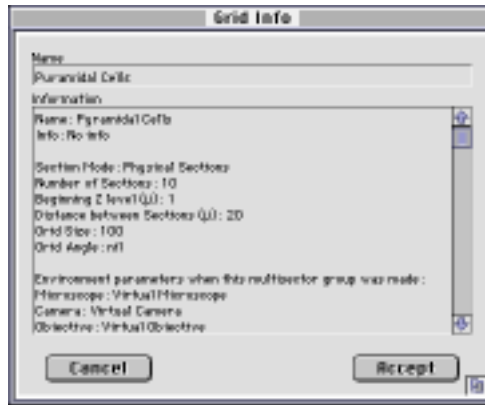 Grid Info
Name
Pyramidal Cells
Information
Name : Pyramidal Cells
Info : No info
Section Mode : Physical Sections
Number of Sections : 10
Beginning Z level (µ) : 1
Distance between Sections (µ) : 20
Grid Size : 100
Grid Angle : nil
Environment parameters when this multisector group was made :
Microscope : Virtual Microscope
Camera : Virtual Camera
Objective : Virtual Objective
Cancel
Accept